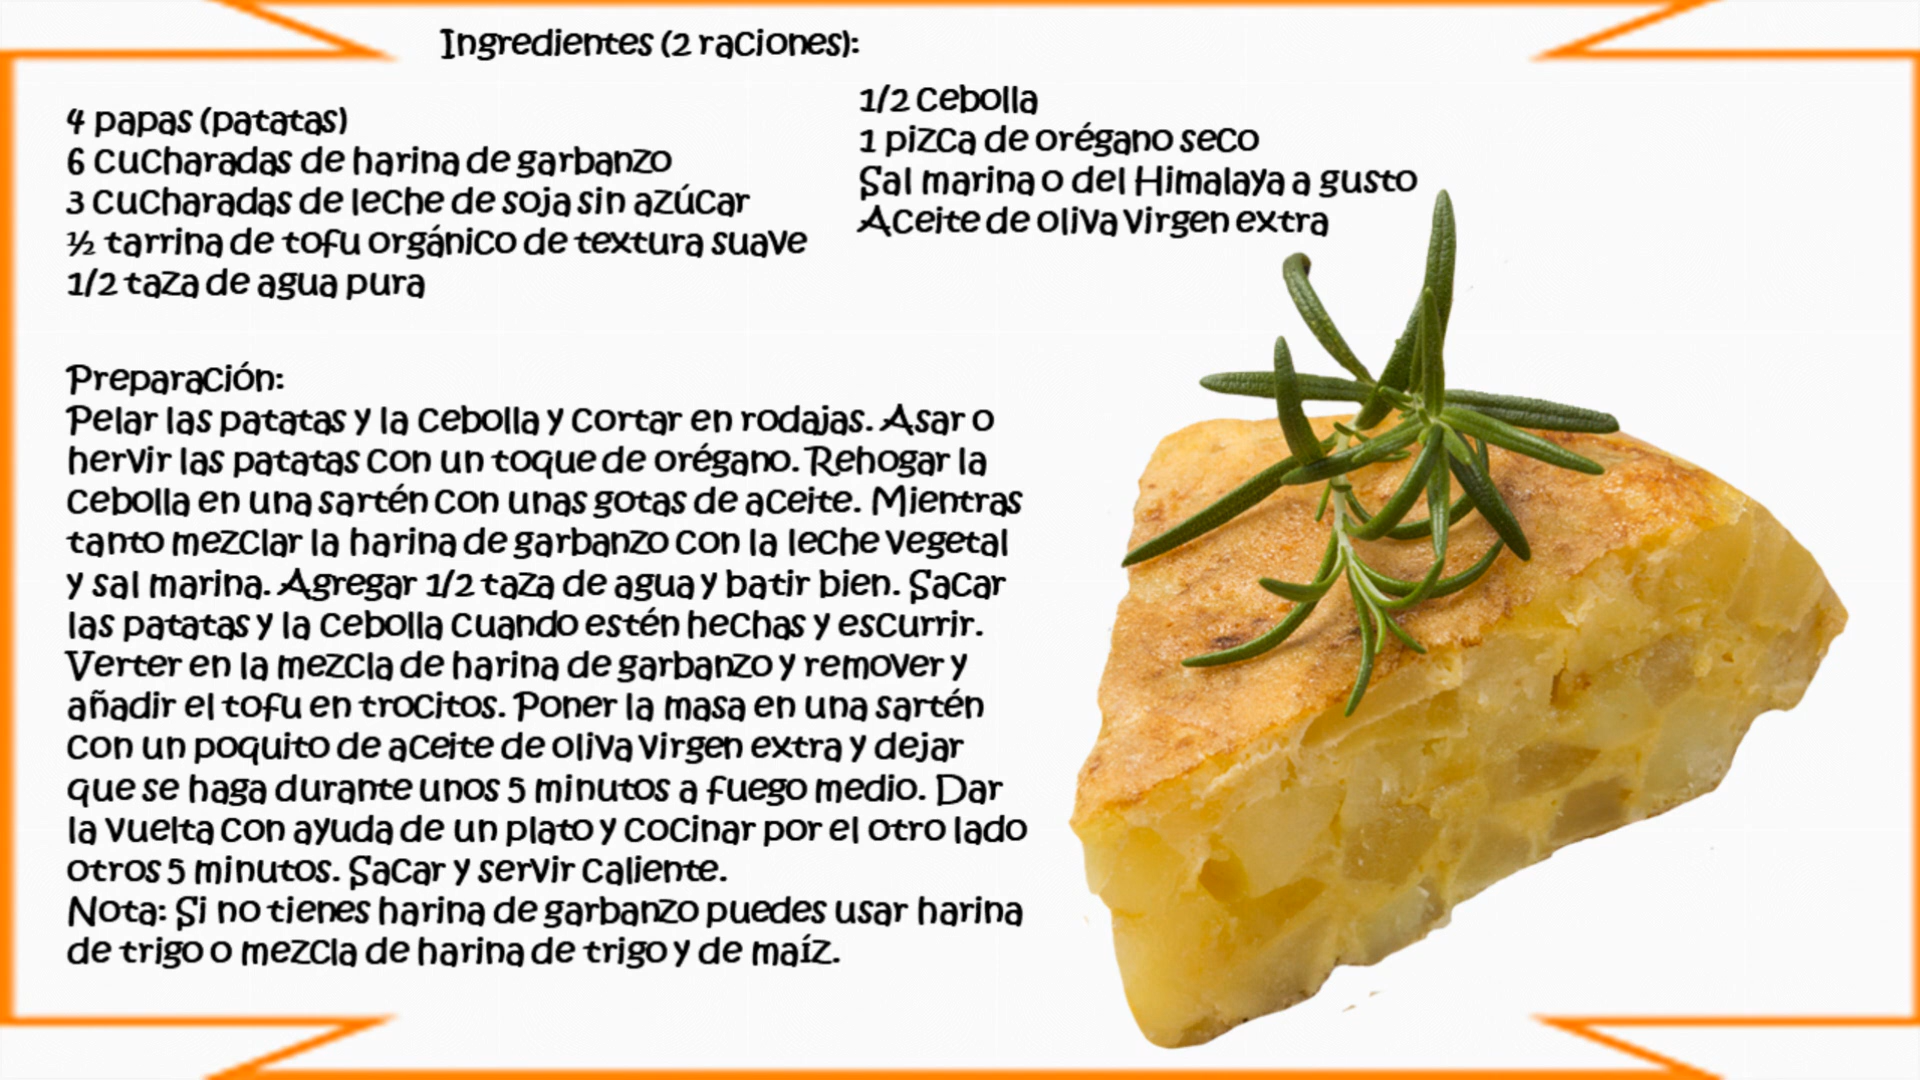 Ingredientes (2 raciones):
4 papas (patatas)
6 cucharadas de harina de garbanzo
3 cucharadas de leche de soja sin azúcar
½ tarrina de tofu orgánico de textura suave
1/2 taza de agua pura
1/2 cebolla
1 pizca de orégano seco
Sal marina o del Himalaya a gusto
Aceite de oliva virgen extra
Preparación:
Pelar las patatas y la cebolla y cortar en rodajas. Asar o
hervir las patatas con un toque de orégano. Rehogar la
cebolla en una sartén con unas gotas de aceite. Mientras
tanto mezclar la harina de garbanzo con la leche vegetal
y sal marina. Agregar 1/2 taza de agua y batir bien. Sacar
las patatas y la cebolla cuando estén hechas y escurrir.
Verter en la mezcla de harina de garbanzo y remover y
añadir el tofu en trocitos. Poner la masa en una sartén
con un poquito de aceite de oliva virgen extra y dejar
que se haga durante unos 5 minutos a fuego medio. Dar
la vuelta con ayuda de un plato y cocinar por el otro lado
otros 5 minutos. Sacar y servir caliente.
Nota: Si no tienes harina de garbanzo puedes usar harina
de trigo o mezcla de harina de trigo y de maíz.